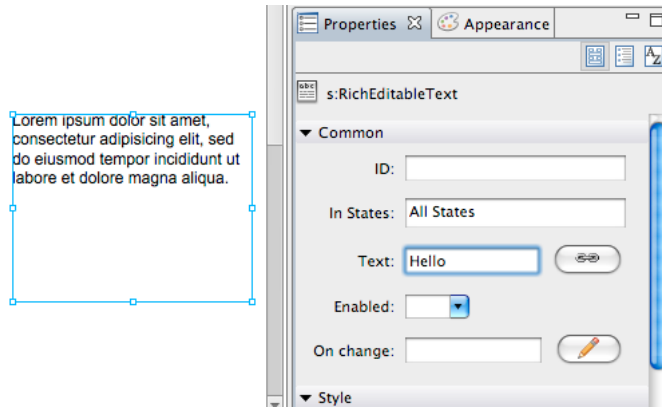 Properties
Appearance
A
Z
abc
s:RichEditableText
Lorem ipsum dolor sit amet,
consectetur adipisicing elit, sed
do eiusmod tempor incididunt ut
labore et dolore magna aliqua.
Common
ID:
In States: All States
Text: Hello
Enabled:
On change:
Style